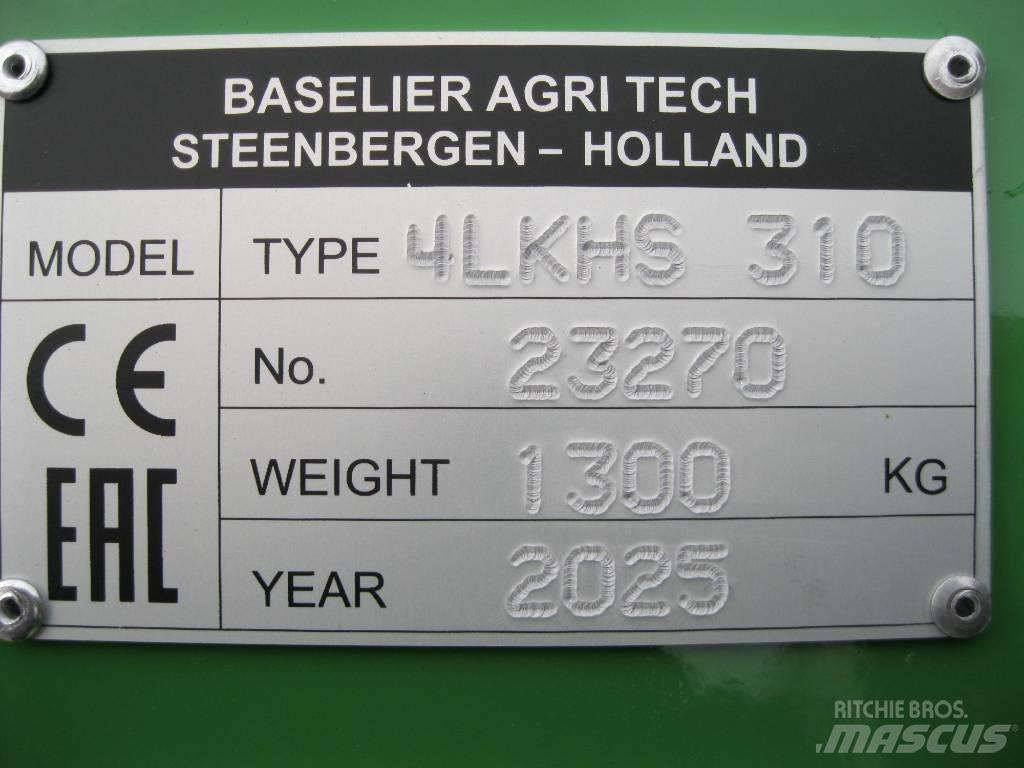 BASELIER AGRI TECH
STEENBERGEN – HOLLAND
MODEL TYPE 4LKHS 310
CE No. 23270
EAC WEIGHT 1300 KG
YEAR 2025
RITCHIE BROS.
MASCUS